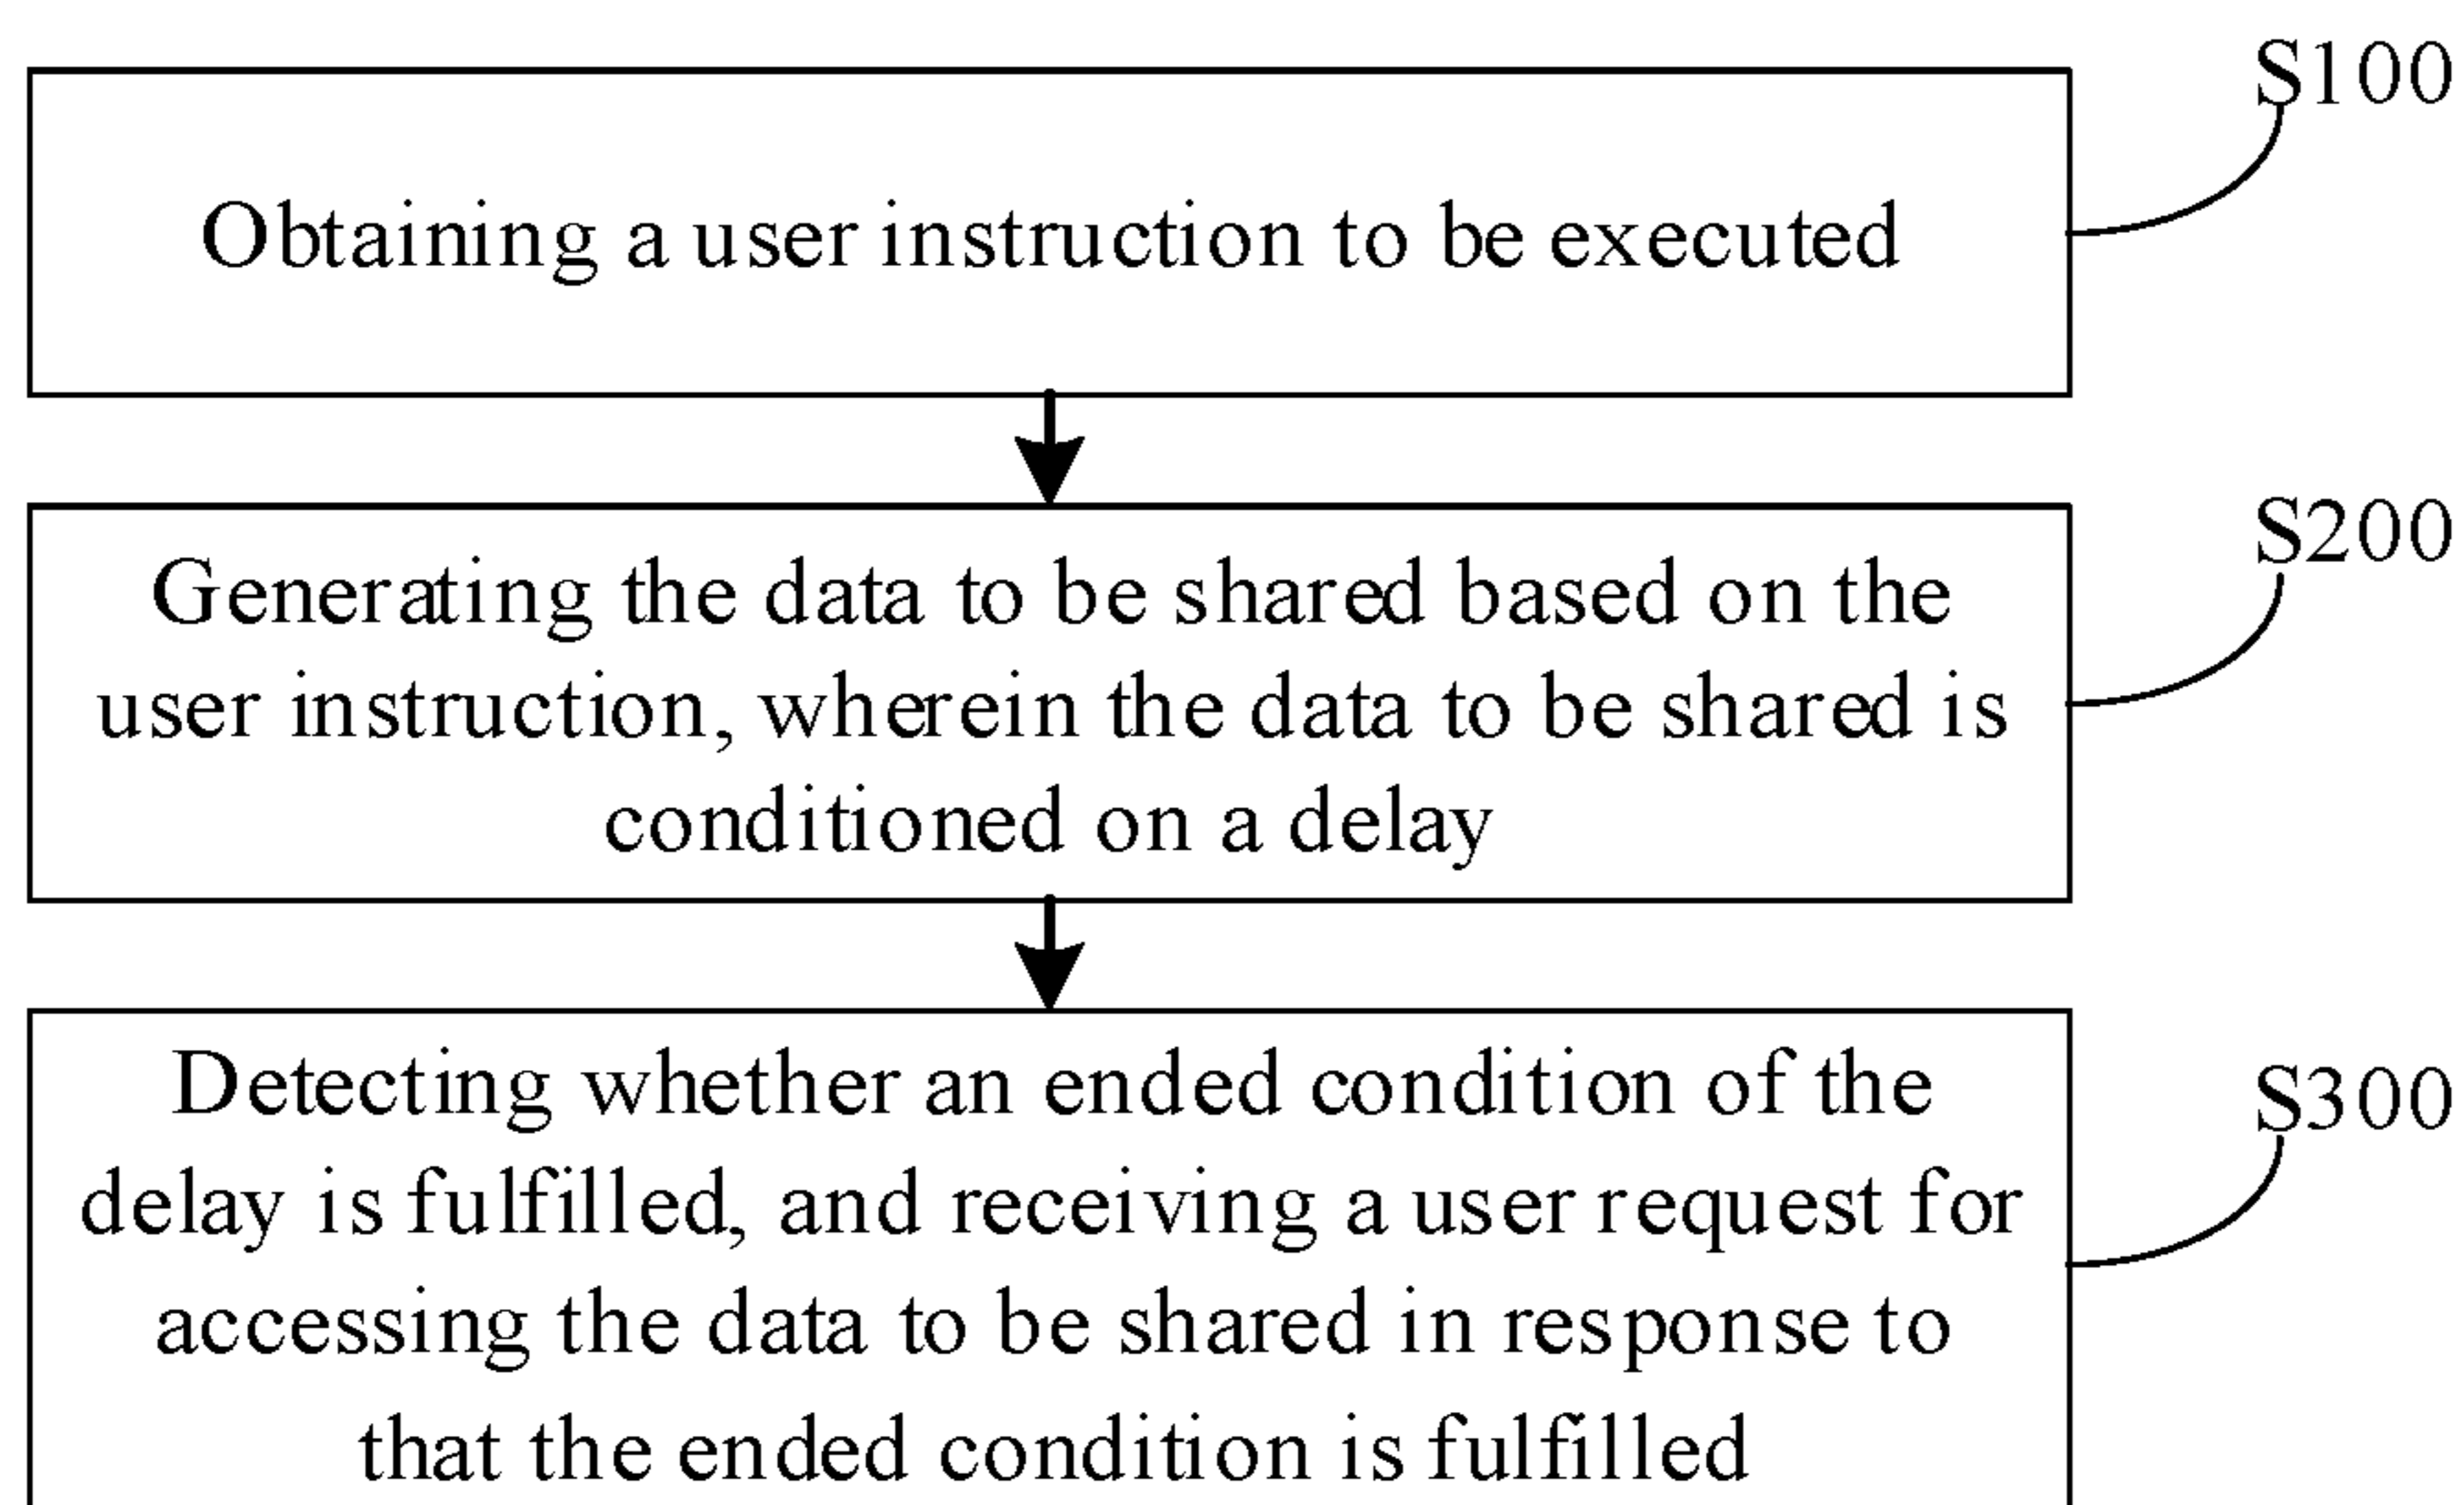 S100
Obtaining a user instruction to be executed
S200
Generating the data to be shared based on the
user instruction, wherein the data to be shared is
conditioned on a delay
S300
Detecting whether an ended condition of the
delay is fulfilled, and receiving a user request for
accessing the data to be shared in response to
that the ended condition is fulfilled